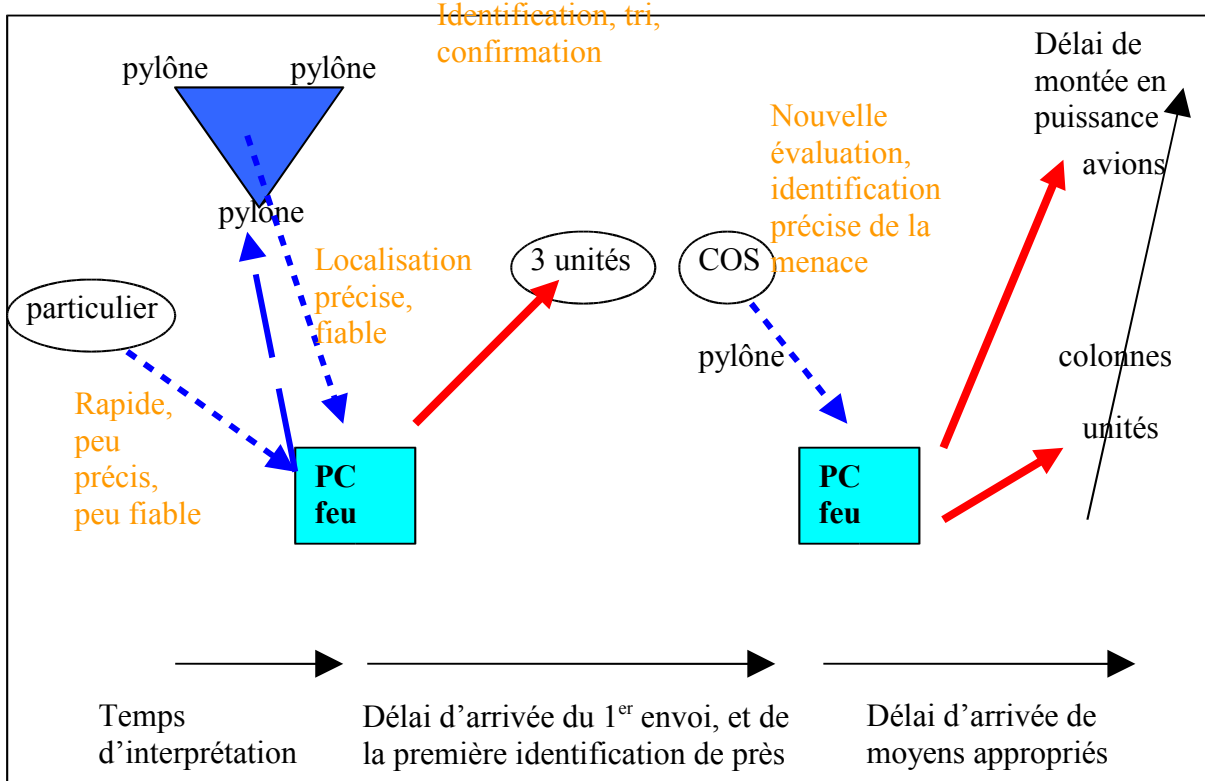 Identification, tri,
confirmation
pylône
pylône
pylône
particulier
Rapide,
peu
précis,
peu fiable
Localisation
précise,
fiable
PC
feu
3 unités
COS
pylône
Nouvelle
évaluation,
identification
précise de la
menace
PC
feu
Délai de
montée en
puissance
avions
colonnes
unités
Temps
d’interprétation
Délai d’arrivée du 1er envoi, et de
la première identification de près
Délai d’arrivée de
moyens appropriés